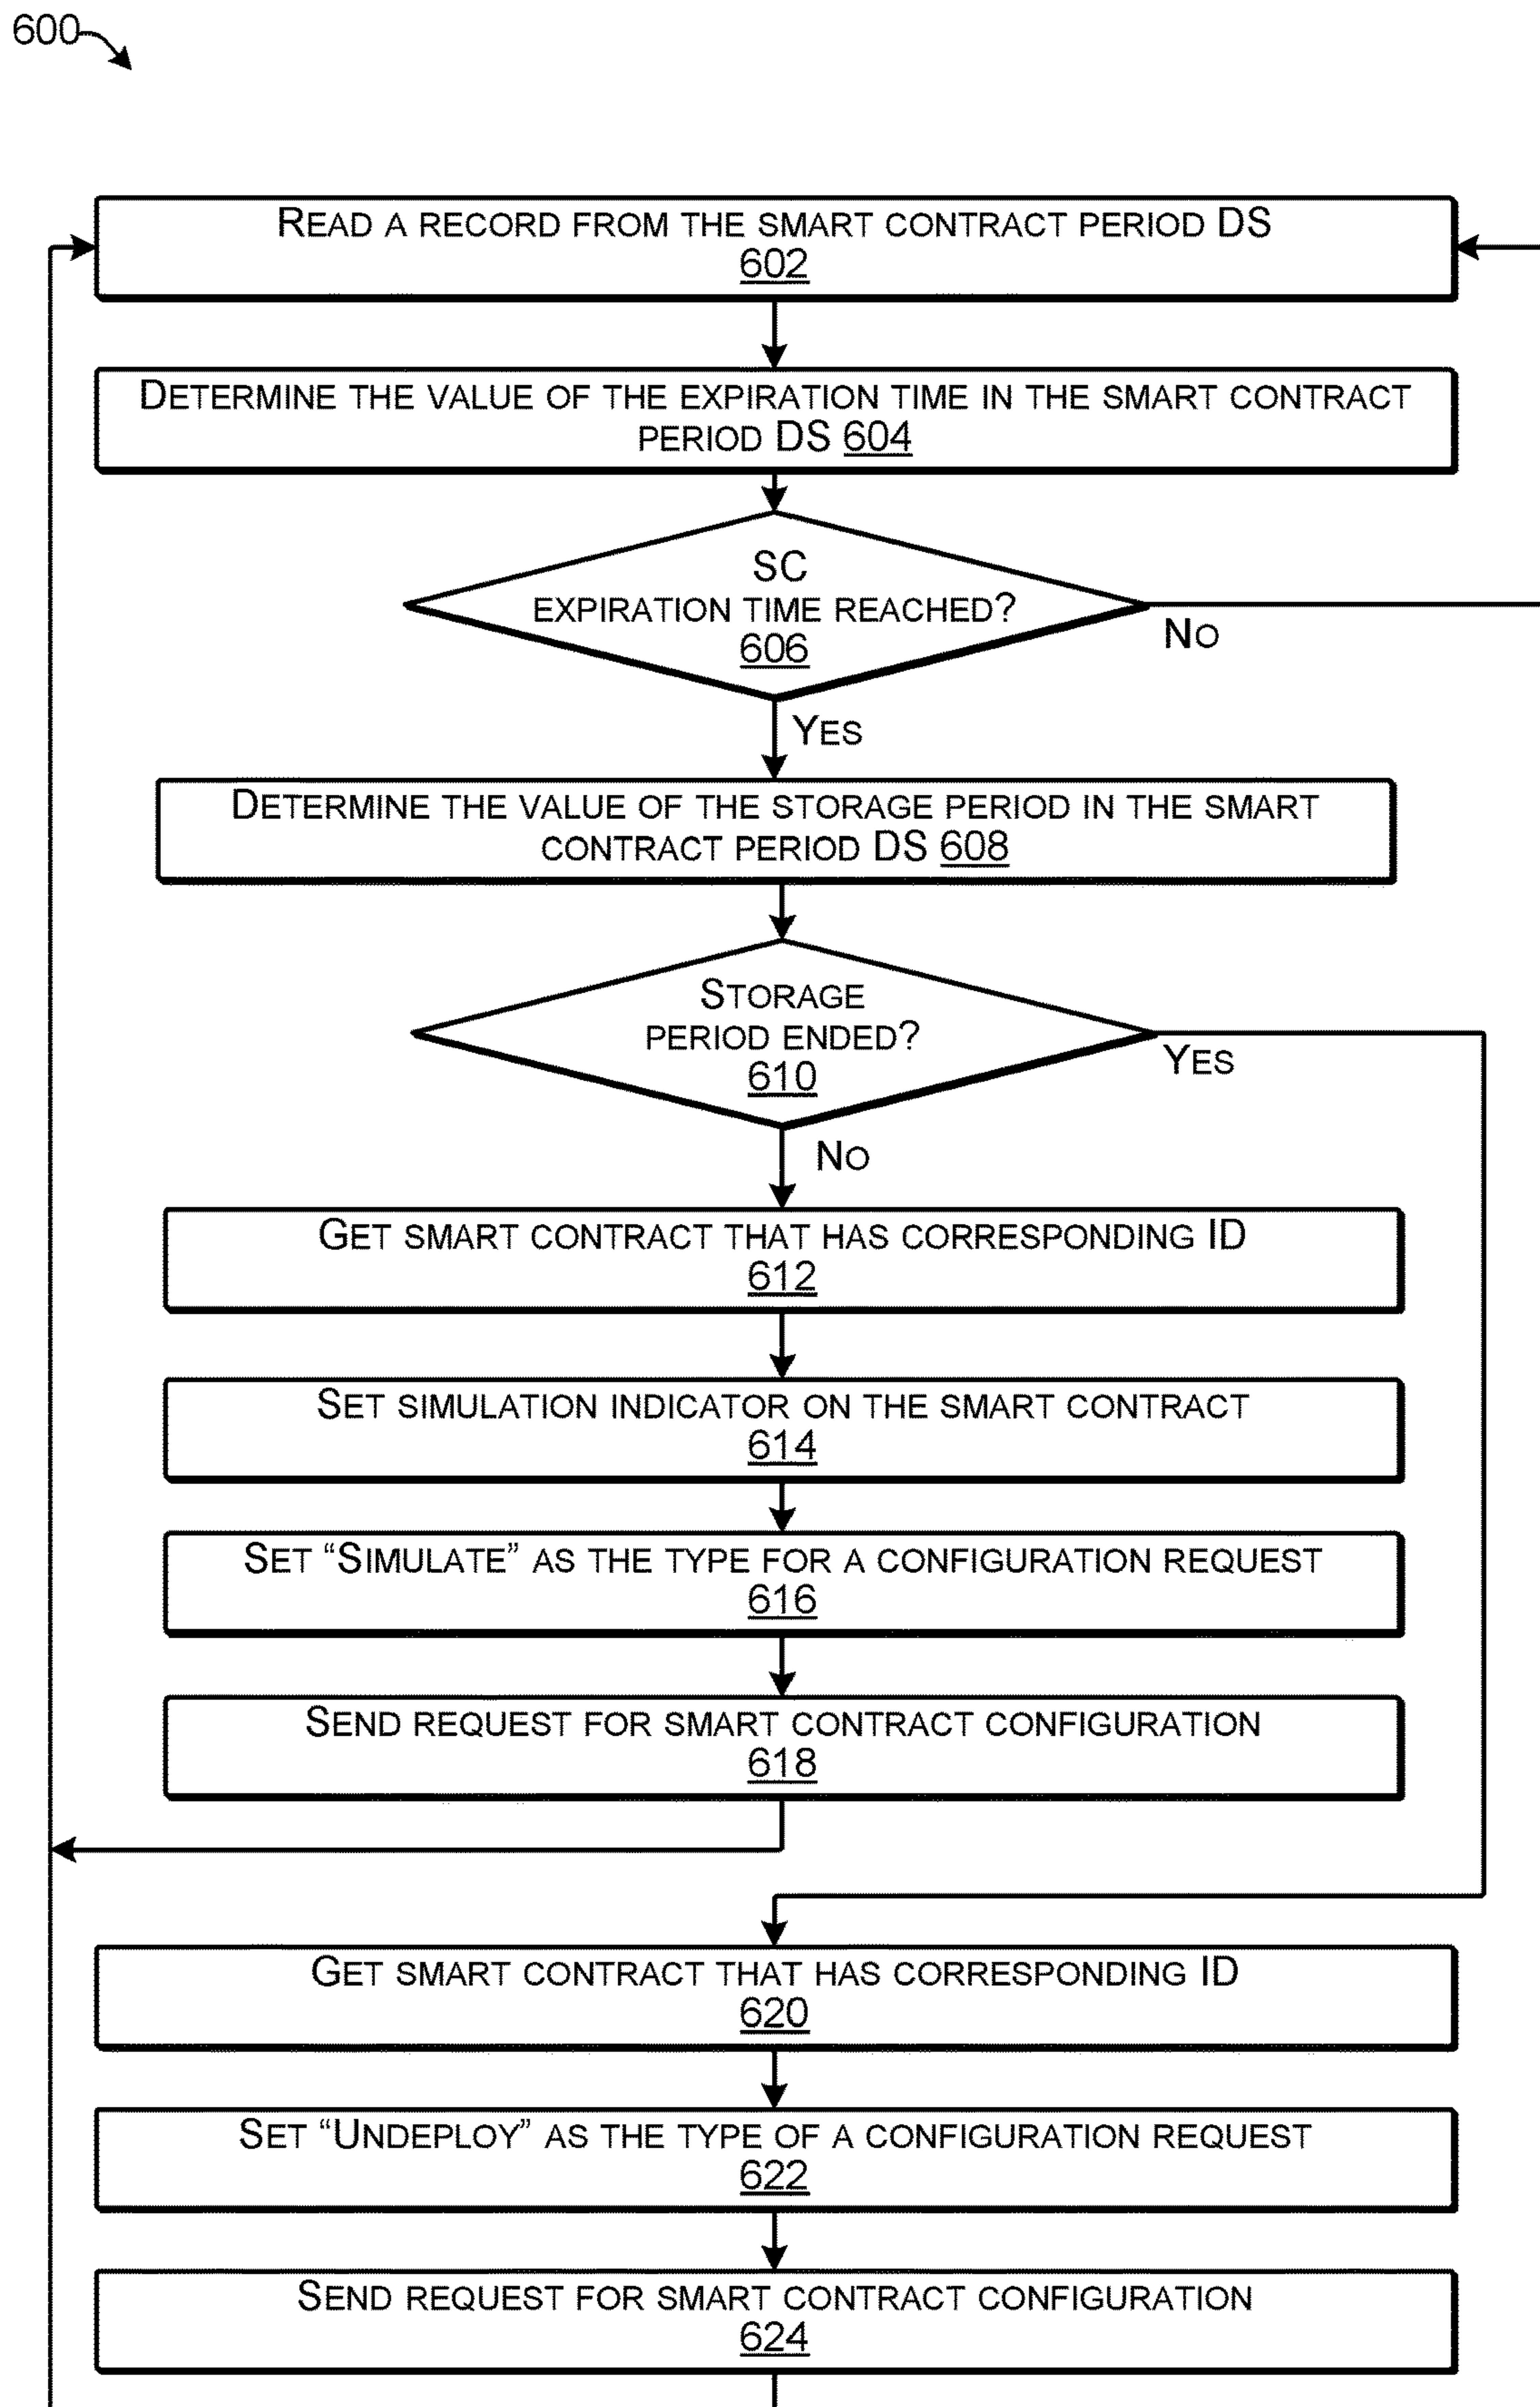 600
READ A RECORD FROM THE SMART CONTRACT PERIOD DS
602
DETERMINE THE VALUE OF THE EXPIRATION TIME IN THE SMART CONTRACT
PERIOD DS 604
SC
EXPIRATION TIME REACHED?
606
NO
YES
DETERMINE THE VALUE OF THE STORAGE PERIOD IN THE SMART
CONTRACT PERIOD DS 608
STORAGE
PERIOD ENDED?
610
YES
NO
GET SMART CONTRACT THAT HAS CORRESPONDING ID
612
SET SIMULATION INDICATOR ON THE SMART CONTRACT
614
SET “SIMULATE” AS THE TYPE FOR A CONFIGURATION REQUEST
616
SEND REQUEST FOR SMART CONTRACT CONFIGURATION
618
GET SMART CONTRACT THAT HAS CORRESPONDING ID
620
SET “UNDEPLOY” AS THE TYPE OF A CONFIGURATION REQUEST
622
SEND REQUEST FOR SMART CONTRACT CONFIGURATION
624